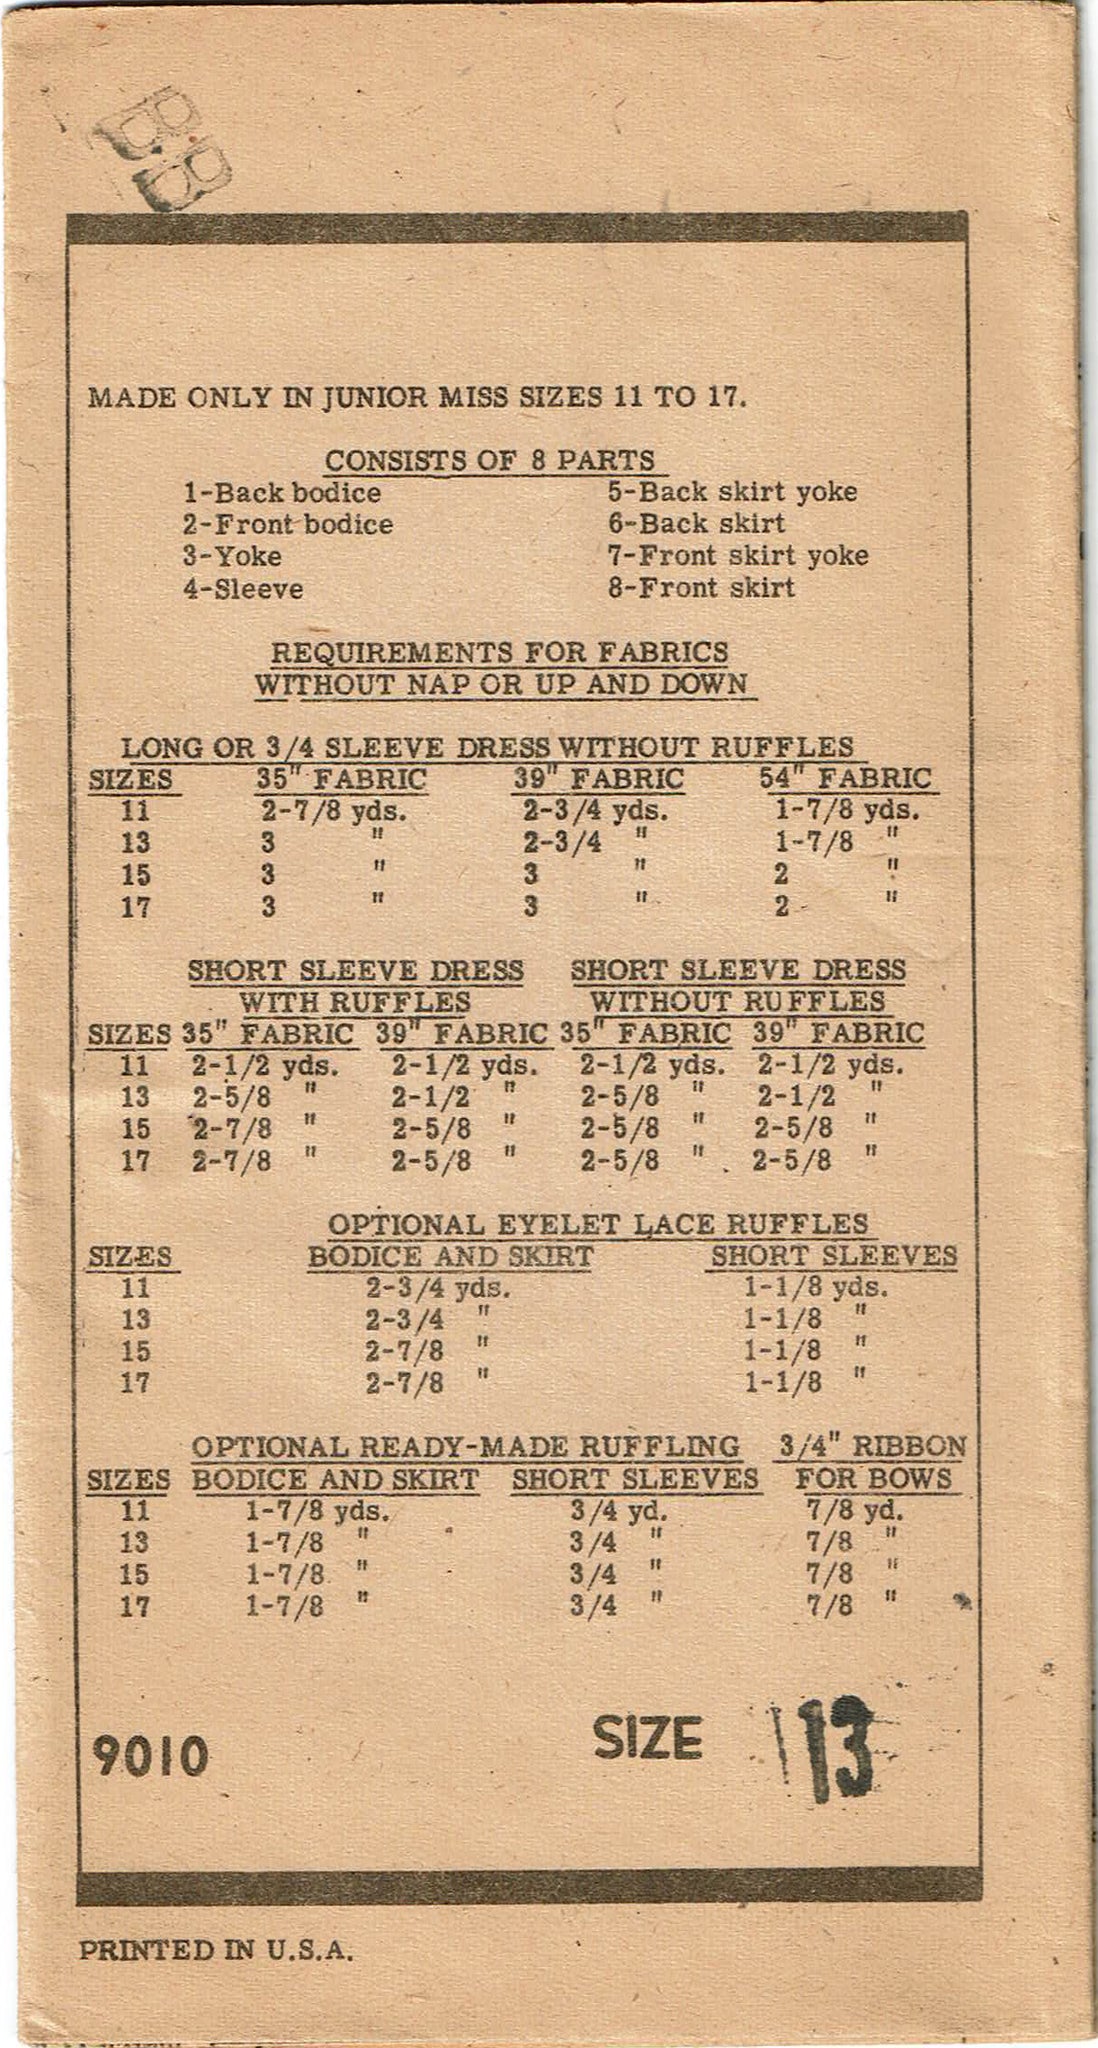 MADE ONLY IN JUNIOR MISS SIZES 11 TO 17.
CONSISTS OF 8 PARTS
1-Back bodice 5-Back skirt yoke
2-Front bodice 6-Back skirt
3-Yoke 7-Front skirt yoke
4-Sleeve 8-Front skirt
REQUIREMENTS FOR FABRICS
WITHOUT NAP OR UP AND DOWN
LONG OR 3/4 SLEEVE DRESS WITHOUT RUFFLES
SIZES 35" FABRIC 39" FABRIC 54" FABRIC
11 2-7/8 yds. 2-3/4 yds. 1-7/8 yds.
13 3 " 2-3/4 " 1-7/8 "
15 3 " 3 " 2 "
17 3 " 3 " 2 "
SHORT SLEEVE DRESS SHORT SLEEVE DRESS
WITH RUFFLES WITHOUT RUFFLES
SIZES 35" FABRIC 39" FABRIC 35" FABRIC 39" FABRIC
11 2-1/2 yds. 2-1/2 yds. 2-1/2 yds. 2-1/2 yds.
13 2-5/8 " 2-1/2 " 2-5/8 " 2-1/2 "
15 2-7/8 " 2-5/8 " 2-5/8 " 2-5/8 "
17 2-7/8 " 2-5/8 " 2-5/8 " 2-5/8 "
OPTIONAL EYELET LACE RUFFLES
SIZES BODICE AND SKIRT SHORT SLEEVES
11 2-3/4 yds. 1-1/8 yds.
13 2-3/4 " 1-1/8 "
15 2-7/8 " 1-1/8 "
17 2-7/8 " 1-1/8 "
OPTIONAL READY-MADE RUFFLING 3/4" RIBBON
SIZES BODICE AND SKIRT SHORT SLEEVES FOR BOWS
11 1-7/8 yds. 3/4 yd. 7/8 yd.
13 1-7/8 " 3/4 " 7/8 "
15 1-7/8 " 3/4 " 7/8 "
17 1-7/8 " 3/4 " 7/8 "
9010 SIZE 13
PRINTED IN U.S.A.